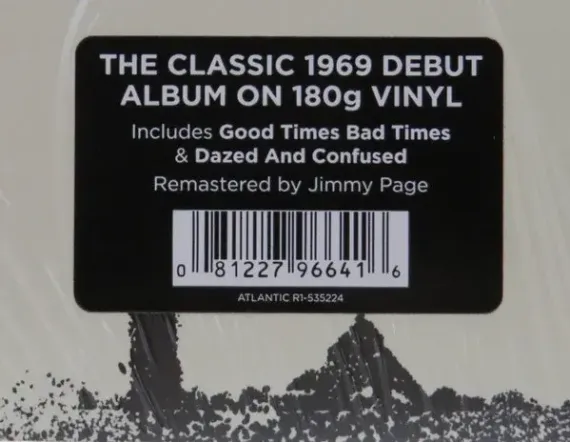 THE CLASSIC 1969 DEBUT
ALBUM ON 180g VINYL
Includes Good Times Bad Times
& Dazed And Confused
Remastered by Jimmy Page
0 81227 96641 6
ATLANTIC R1-535224